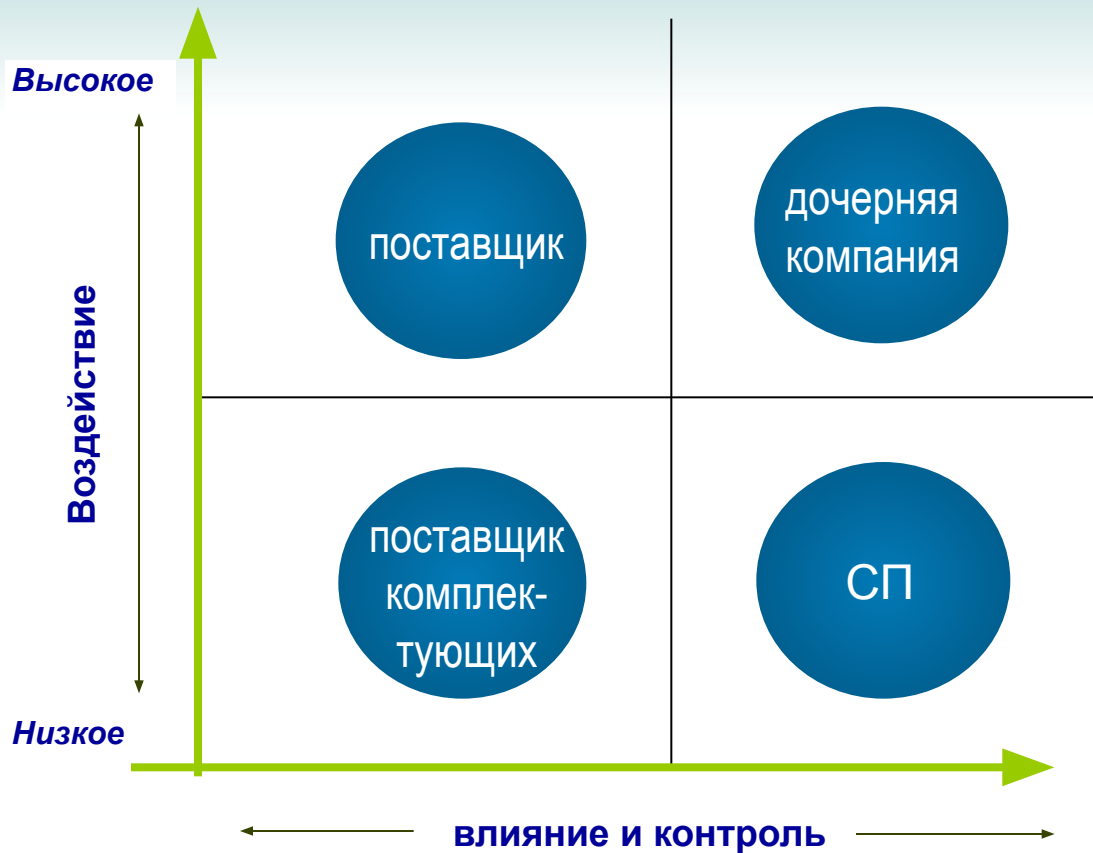 Высокое
Воздействие
Низкое
поставщик
дочерняя
компания
поставщик
комплек-
тующих
СП
влияние и контроль